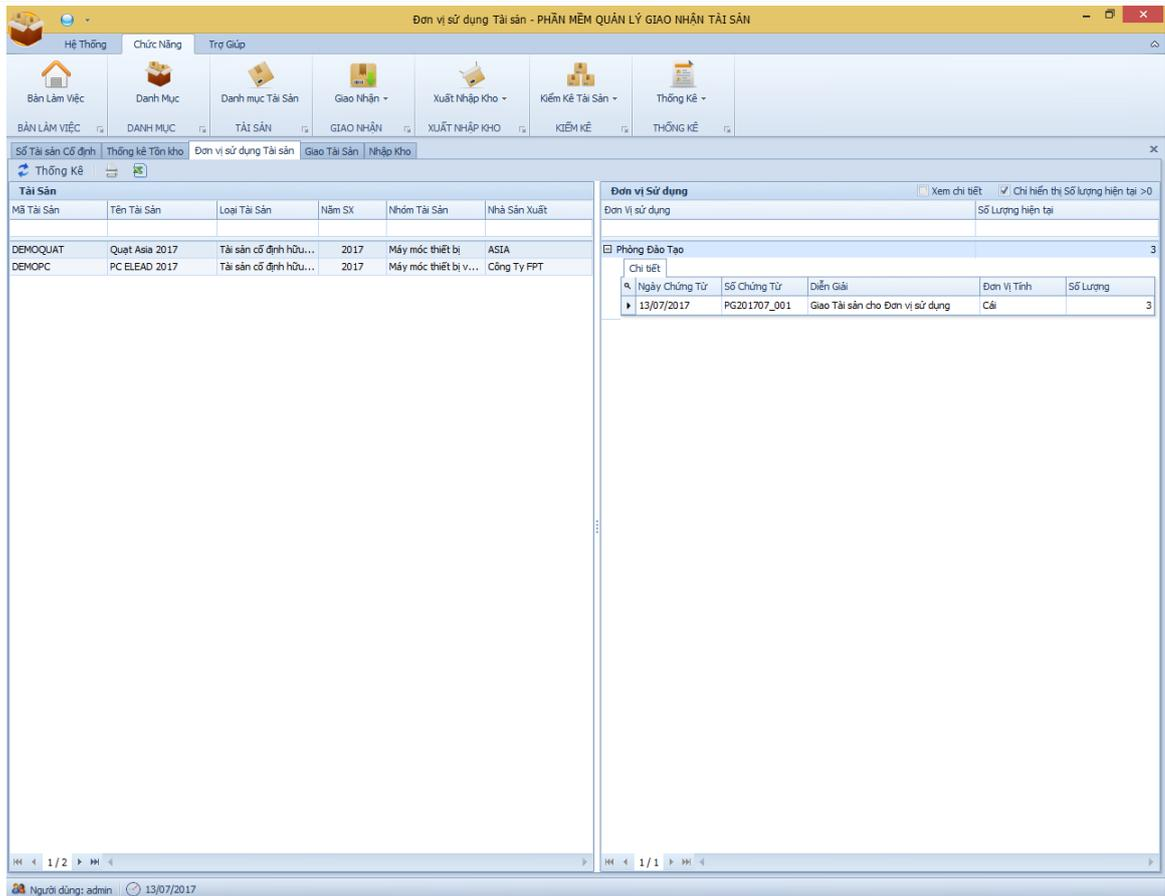 Đơn vị sử dụng Tài sản - PHẦN MỀM QUẢN LÝ GIAO NHẬN TÀI SẢN
Hệ Thống Chức Năng Trợ Giúp
Bàn Làm Việc Danh Mục Danh mục Tài Sản Giao Nhận Xuất Nhập Kho Kiểm Kê Tài Sản Thống Kê
BÀN LÀM VIỆC DANH MỤC TÀI SẢN GIAO NHẬN XUẤT NHẬP KHO KIỂM KÊ THỐNG KÊ
Sổ Tài sản Cố định Thống kê Tồn kho Đơn vị sử dụng Tài sản Giao Tài Sản Nhập Kho
Thống Kê
Tài Sản
Mã Tài Sản Tên Tài Sản Loại Tài Sản Năm SX Nhóm Tài Sản Nhà Sản Xuất
DEMOQUAT Quạt Asia 2017 Tài sản cố định hữu... 2017 Máy móc thiết bị ASIA
DEMOPC PC ELEAD 2017 Tài sản cố định hữu... 2017 Máy móc thiết bị v... Công Ty FPT
1 / 2
Đơn vị Sử dụng Xem chi tiết Chỉ hiển thị Số lượng hiện tại >0
Đơn Vị sử dụng Số Lượng hiện tại
Phòng Đào Tạo 3
Chi tiết
Ngày Chứng Từ Số Chứng Từ Diễn Giải Đơn Vị Tính Số Lượng
13/07/2017 PG201707_001 Giao Tài sản cho Đơn vị sử dụng Cái 3
1 / 1
Người dùng: admin 13/07/2017